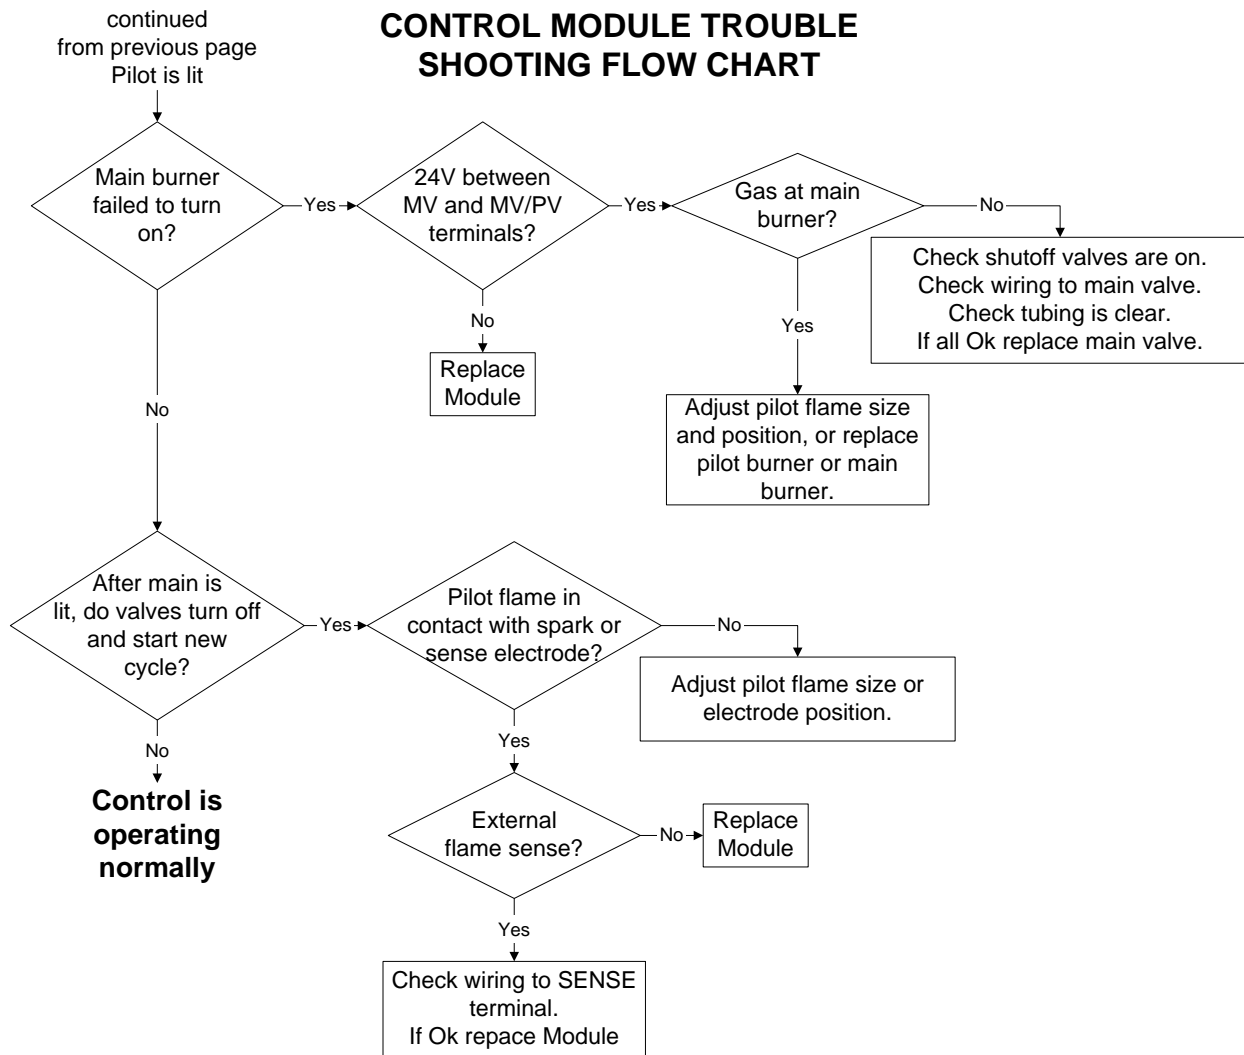 continued
from previous page
Pilot is lit
CONTROL MODULE TROUBLE
SHOOTING FLOW CHART
Main burner
failed to turn
on?
Yes
24V between
MV and MV/PV
terminals?
Yes
Gas at main
burner?
No
Check shutoff valves are on.
Check wiring to main valve.
Check tubing is clear.
If all Ok replace main valve.
No
Replace
Module
Yes
Adjust pilot flame size
and position, or replace
pilot burner or main
burner.
No
After main is
lit, do valves turn off
and start new
cycle?
Yes
Pilot flame in
contact with spark or
sense electrode?
No
Adjust pilot flame size or
electrode position.
No
Control is
operating
normally
Yes
External
flame sense?
No
Replace
Module
Yes
Check wiring to SENSE
terminal.
If Ok repace Module